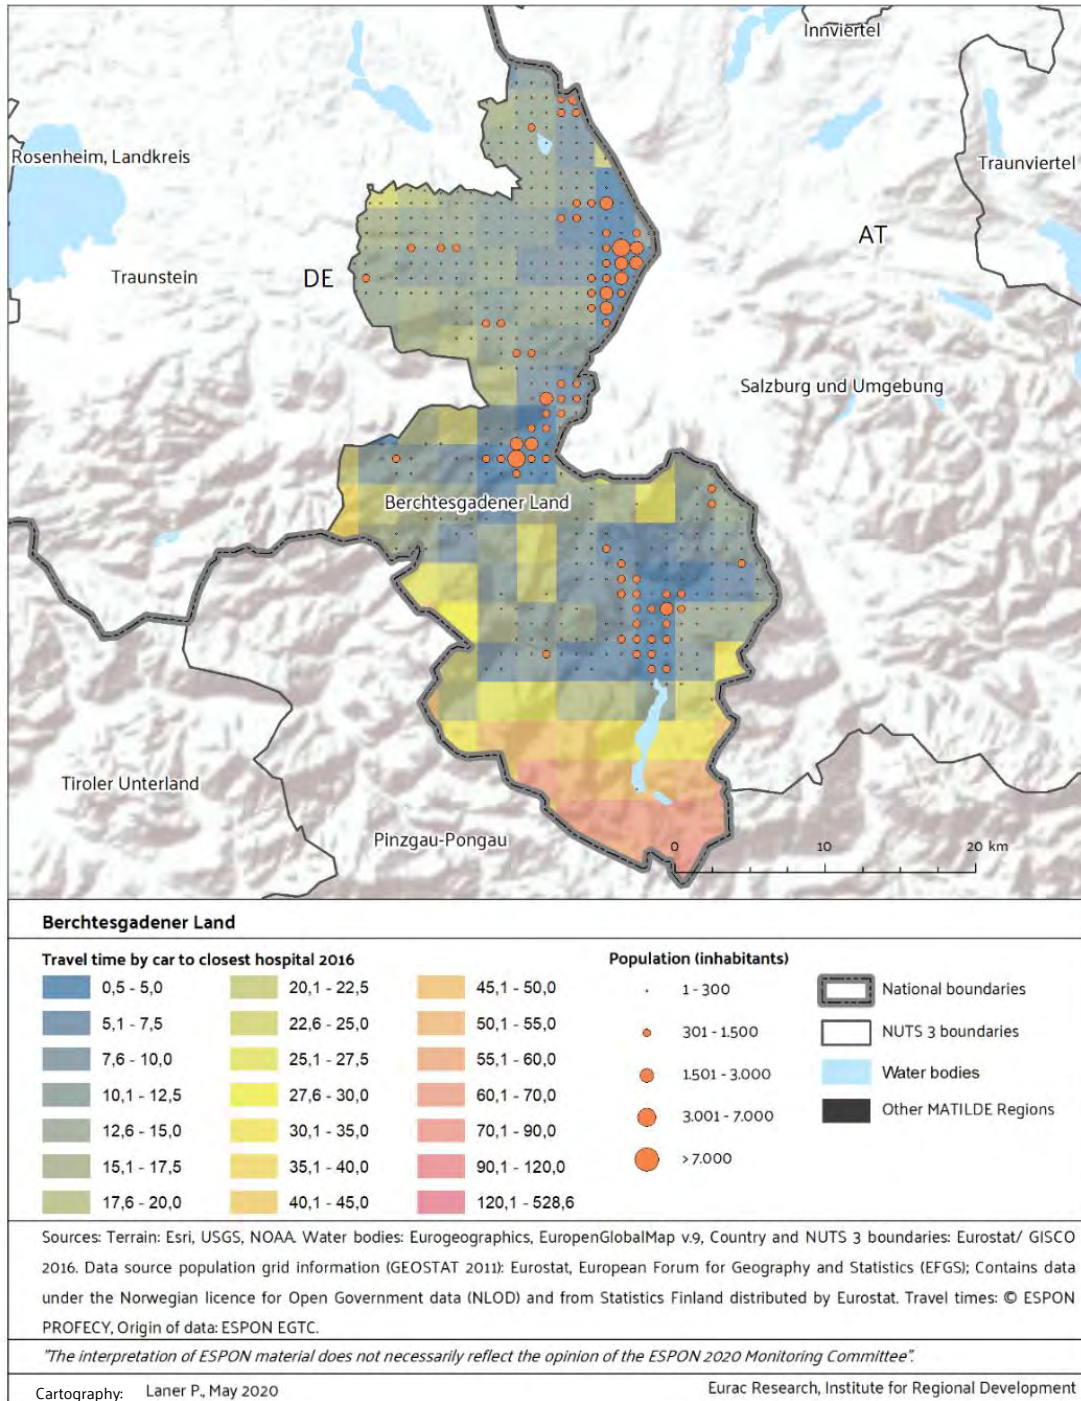 Innviertel
Rosenheim, Landkreis
Traunviertel
AT
Traunstein
DE
Salzburg und Umgebung
Berchtesgadener Land
Tiroler Unterland
Pinzgau-Pongau
0 10 20 km
Berchtesgadener Land
Travel time by car to closest hospital 2016
0,5 - 5,0
5,1 - 7,5
7,6 - 10,0
10,1 - 12,5
12,6 - 15,0
15,1 - 17,5
17,6 - 20,0
20,1 - 22,5
22,6 - 25,0
25,1 - 27,5
27,6 - 30,0
30,1 - 35,0
35,1 - 40,0
40,1 - 45,0
45,1 - 50,0
50,1 - 55,0
55,1 - 60,0
60,1 - 70,0
70,1 - 90,0
90,1 - 120,0
120,1 - 528,6
Population (inhabitants)
1 - 300
301 - 1.500
1.501 - 3.000
3.001 - 7.000
> 7.000
National boundaries
NUTS 3 boundaries
Water bodies
Other MATILDE Regions
Sources: Terrain: Esri, USGS, NOAA. Water bodies: Eurogeographics, EuropenGlobalMap v.9, Country and NUTS 3 boundaries: Eurostat/ GISCO
2016. Data source population grid information (GEOSTAT 2011): Eurostat, European Forum for Geography and Statistics (EFGS); Contains data
under the Norwegian licence for Open Government data (NLOD) and from Statistics Finland distributed by Eurostat. Travel times: © ESPON
PROFECY, Origin of data: ESPON EGTC.
"The interpretation of ESPON material does not necessarily reflect the opinion of the ESPON 2020 Monitoring Committee".
Cartography: Laner P., May 2020
Eurac Research, Institute for Regional Development